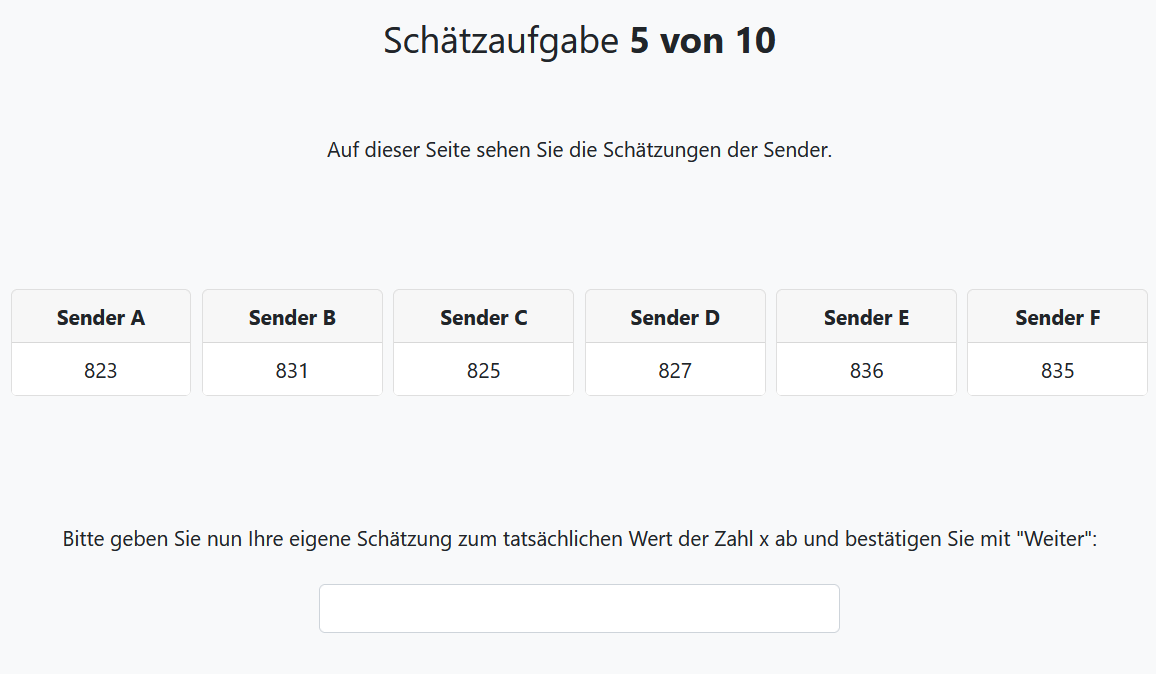 Schätzaufgabe 5 von 10
Auf dieser Seite sehen Sie die Schätzungen der Sender.
Sender A Sender B Sender C Sender D Sender E Sender F
823 831 825 827 836 835
Bitte geben Sie nun Ihre eigene Schätzung zum tatsächlichen Wert der Zahl x ab und bestätigen Sie mit "Weiter":